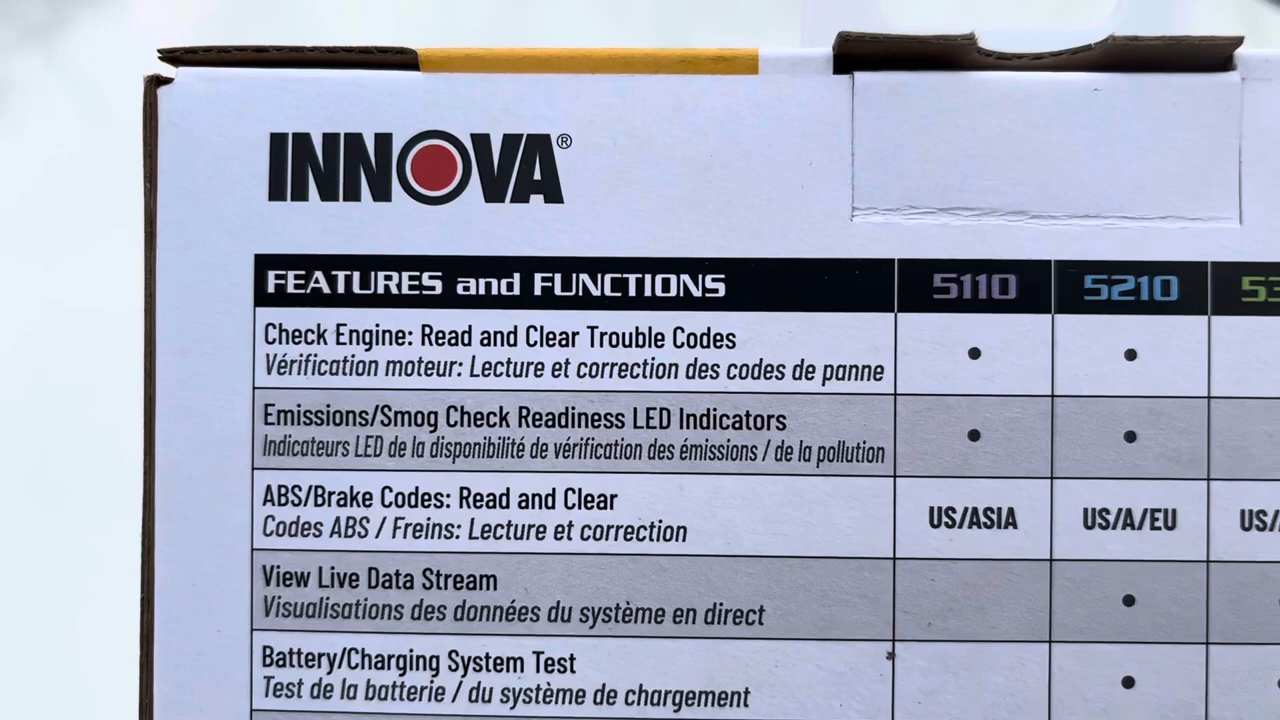 INNOVA®
FEATURES and FUNCTIONS 5110 5210
Check Engine: Read and Clear Trouble Codes
Vérification moteur: Lecture et correction des codes de panne
Emissions/Smog Check Readiness LED Indicators
Indicateurs LED de la disponibilité de vérification des émissions / de la pollution
ABS/Brake Codes: Read and Clear
Codes ABS / Freins: Lecture et correction
US/ASIA US/A/EU US/
View Live Data Stream
Visualisations des données du système en direct
Battery/Charging System Test
Test de la batterie / du système de chargement